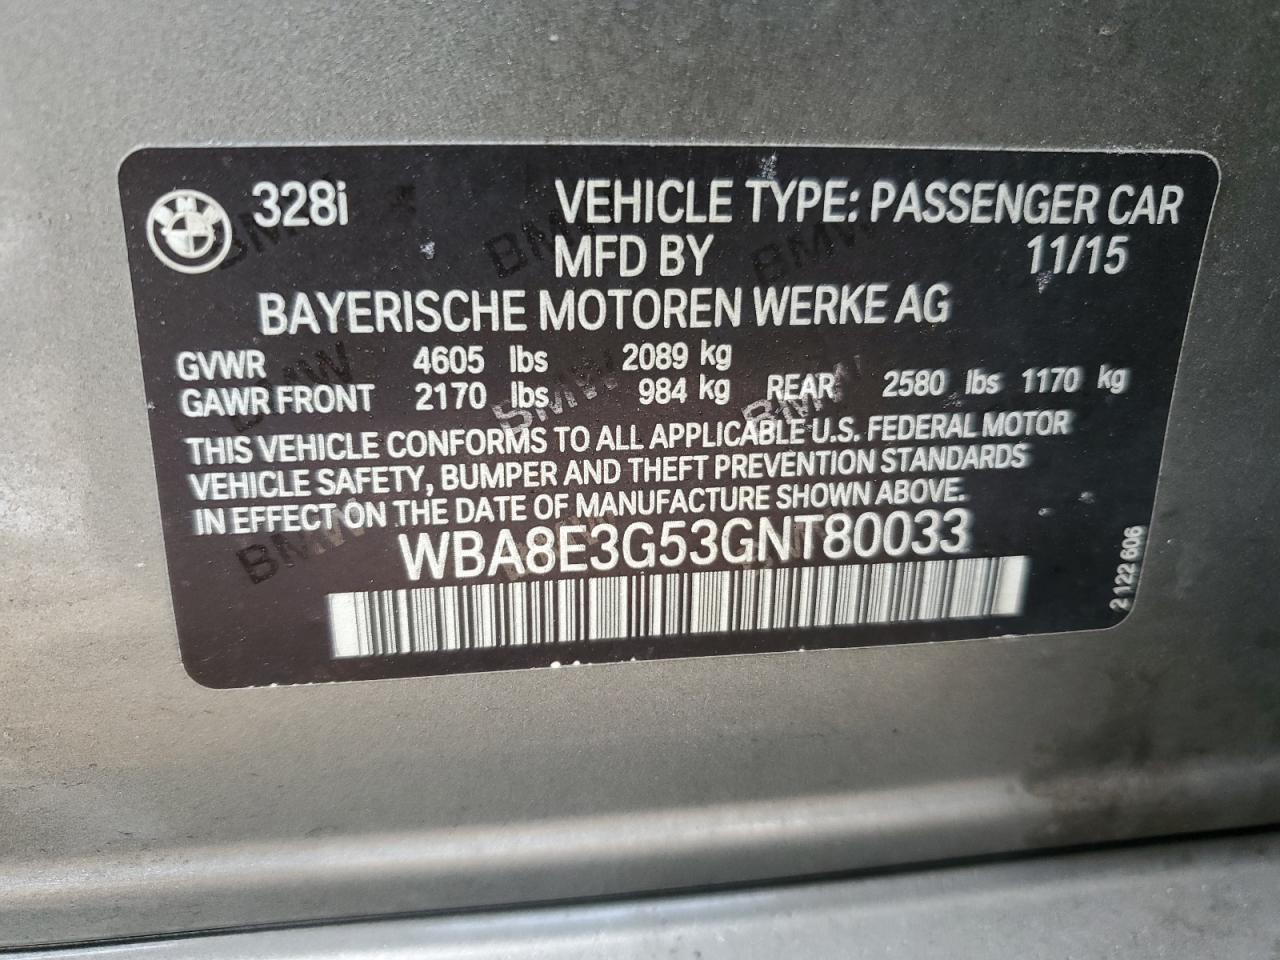 328i VEHICLE TYPE: PASSENGER CAR
MFD BY 11/15
BAYERISCHE MOTOREN WERKE AG
GVWR 4605 lbs 2089 kg
GAWR FRONT 2170 lbs 984 kg REAR 2580 lbs 1170 kg
THIS VEHICLE CONFORMS TO ALL APPLICABLE U.S. FEDERAL MOTOR
VEHICLE SAFETY, BUMPER AND THEFT PREVENTION STANDARDS
IN EFFECT ON THE DATE OF MANUFACTURE SHOWN ABOVE.
WBA8E3G53GNT80033
2 122 606